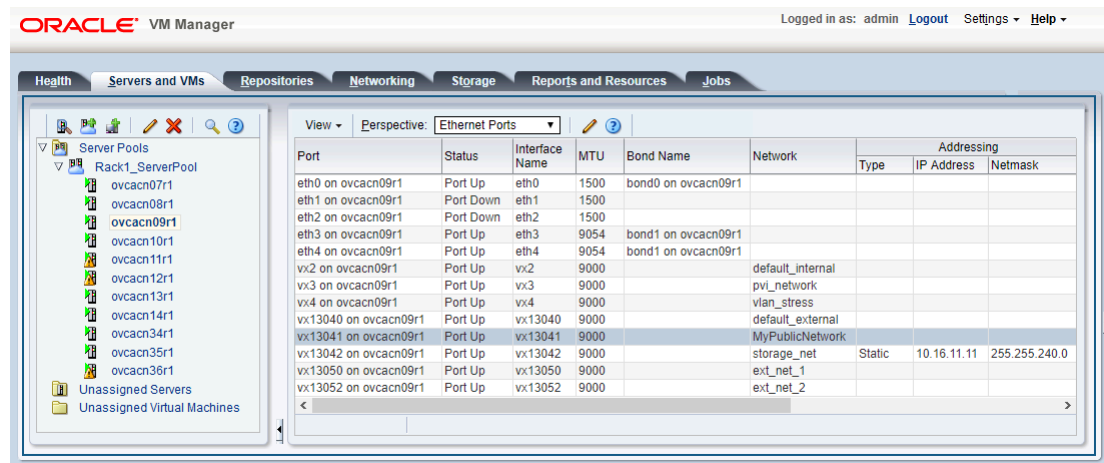 ORACLE VM Manager
Logged in as: admin Logout Settings Help
Health Servers and VMs Repositories Networking Storage Reports and Resources Jobs
Server Pools
Rack1_ServerPool
ovcacn07r1
ovcacn08r1
ovcacn09r1
ovcacn10r1
ovcacn11r1
ovcacn12r1
ovcacn13r1
ovcacn14r1
ovcacn34r1
ovcacn35r1
ovcacn36r1
Unassigned Servers
Unassigned Virtual Machines
View Perspective: Ethernet Ports
Port Status Interface Name MTU Bond Name Network Addressing
Type IP Address Netmask
eth0 on ovcacn09r1 Port Up eth0 1500 bond0 on ovcacn09r1
eth1 on ovcacn09r1 Port Down eth1 1500
eth2 on ovcacn09r1 Port Down eth2 1500
eth3 on ovcacn09r1 Port Up eth3 9054 bond1 on ovcacn09r1
eth4 on ovcacn09r1 Port Up eth4 9054 bond1 on ovcacn09r1
vx2 on ovcacn09r1 Port Up vx2 9000 default_internal
vx3 on ovcacn09r1 Port Up vx3 9000 pvi_network
vx4 on ovcacn09r1 Port Up vx4 9000 vlan_stress
vx13040 on ovcacn09r1 Port Up vx13040 9000 default_external
vx13041 on ovcacn09r1 Port Up vx13041 9000 MyPublicNetwork
vx13042 on ovcacn09r1 Port Up vx13042 9000 storage_net Static 10.16.11.11 255.255.240.0
vx13050 on ovcacn09r1 Port Up vx13050 9000 ext_net_1
vx13052 on ovcacn09r1 Port Up vx13052 9000 ext_net_2